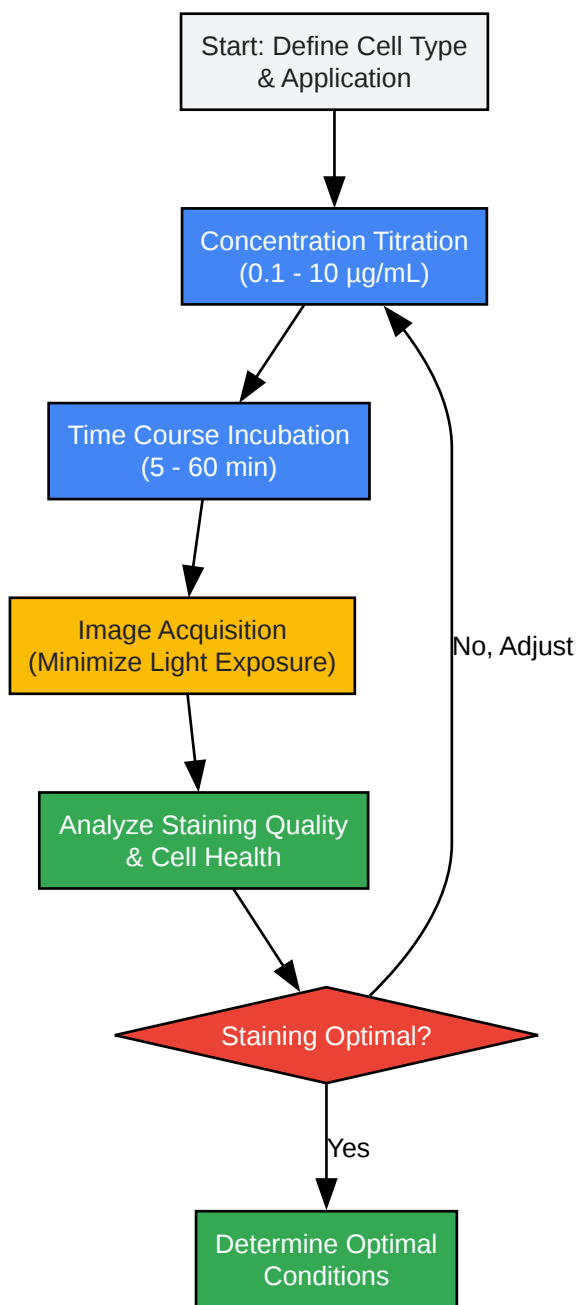 Start: Define Cell Type
& Application
Concentration Titration
(0.1 - 10 µg/mL)
Time Course Incubation
(5 - 60 min)
Image Acquisition
(Minimize Light Exposure)
No, Adjust
Analyze Staining Quality
& Cell Health
Staining Optimal?
Yes
Determine Optimal
Conditions